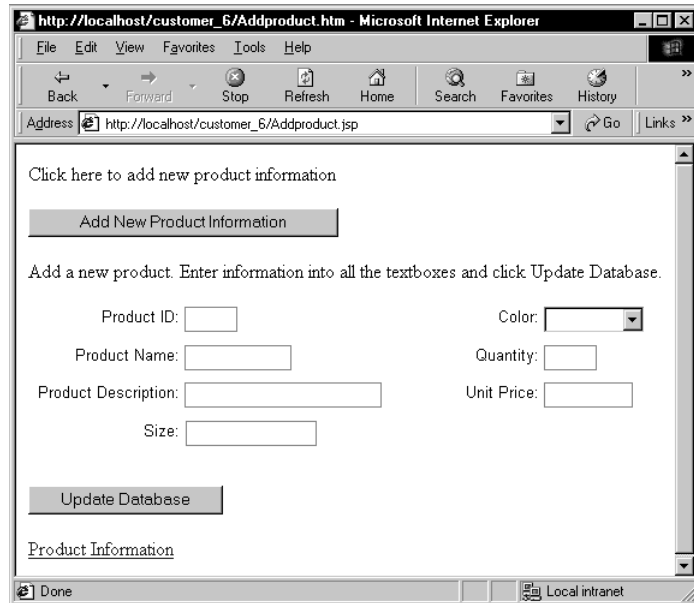 http://localhost/customer_6/Addproduct.htm - Microsoft Internet Explorer
File Edit View Favorites Tools Help
Back Forward Stop Refresh Home Search Favorites History »
Address http://localhost/customer_6/Addproduct.jsp Go Links »
Click here to add new product information
Add New Product Information
Add a new product. Enter information into all the textboxes and click Update Database.
Product ID: Color:
Product Name: Quantity:
Product Description: Unit Price:
Size:
Update Database
Product Information
Done Local intranet